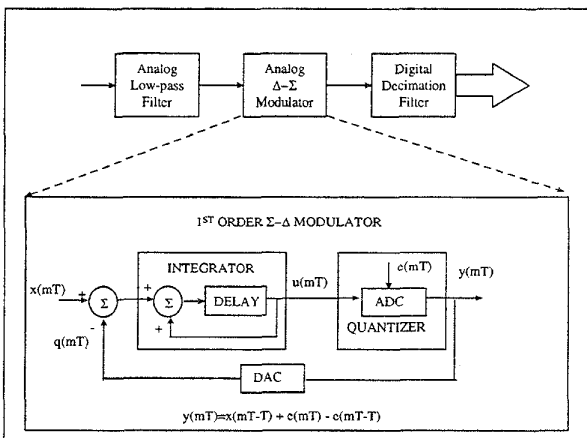 Analog
Low-pass
Filter
Analog
Δ–Σ
Modulator
Digital
Decimation
Filter
1ST ORDER Σ–Δ MODULATOR
INTEGRATOR
x(mT)
+
Σ
-
q(mT)
+
Σ
+
DELAY
u(mT)
e(mT)
y(mT)
ADC
QUANTIZER
DAC
y(mT)=x(mT-T) + e(mT) - e(mT-T)